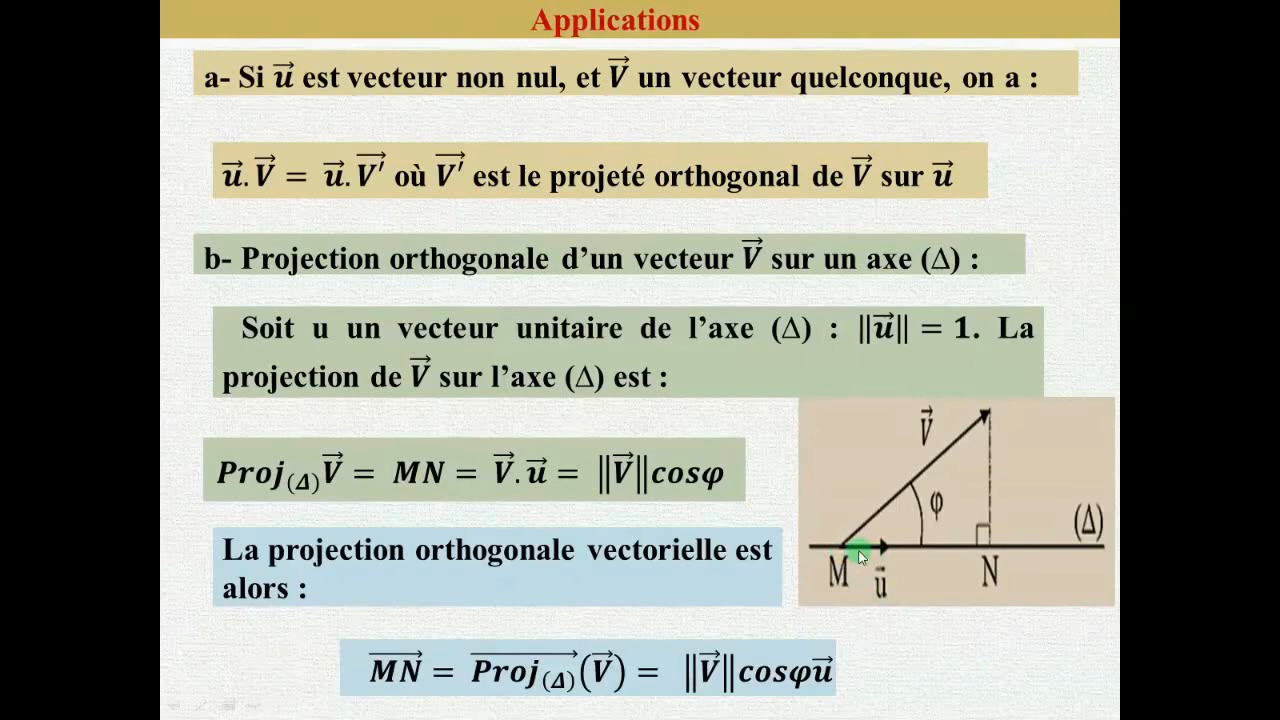 Applications
a- Si u⃗ est vecteur non nul, et V⃗ un vecteur quelconque, on a :
u⃗.V⃗ = u⃗.V'⃗ où V'⃗ est le projeté orthogonal de V⃗ sur u⃗
b- Projection orthogonale d’un vecteur V⃗ sur un axe (∆) :
Soit u un vecteur unitaire de l’axe (∆) : ‖u⃗‖ = 1. La
projection de V⃗ sur l’axe (∆) est :
Proj₍Δ₎V⃗ = MN = V⃗.u⃗ = ‖V⃗‖cosφ
V⃗
φ
(Δ)
M
u⃗
N
La projection orthogonale vectorielle est
alors :
MN⃗ = Proj₍Δ₎⃗(V⃗) = ‖V⃗‖cosφu⃗